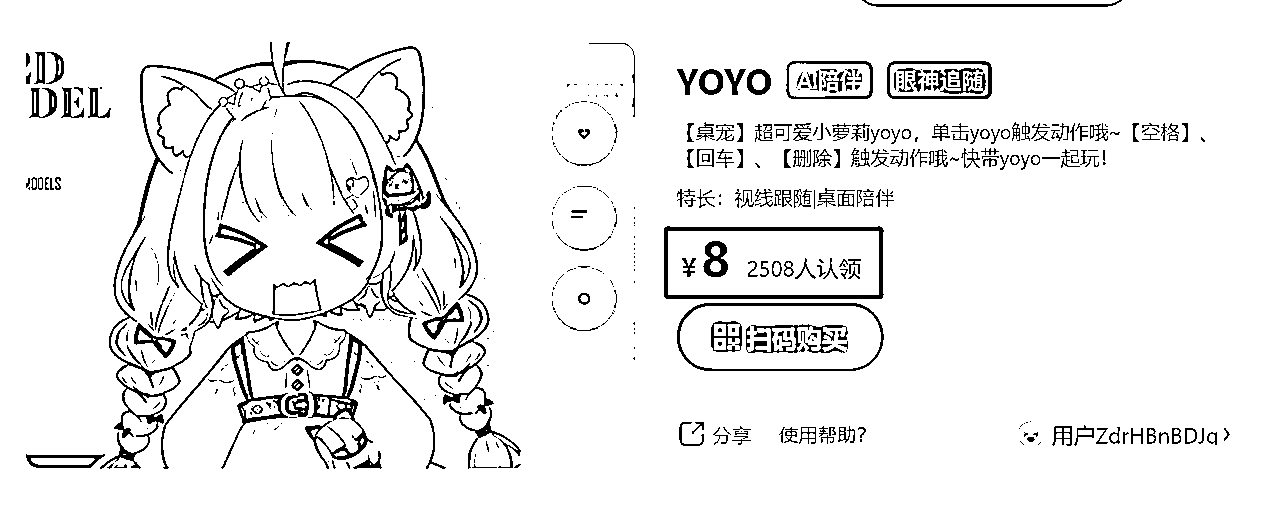 DEL
MODELS
YOYO AI陪伴 眼神追随
【桌宠】超可爱小萝莉yoyo，单击yoyo触发动作哦~【空格】、
【回车】、【删除】触发动作哦~快带yoyo一起玩！
特长：视线跟随|桌面陪伴
¥8 2508人认领
扫码购买
分享 使用帮助？ 用户ZdrHBnBDJq